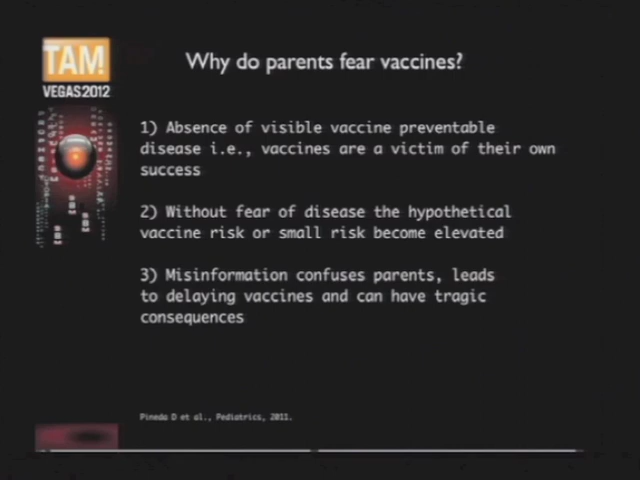 TAM!
VEGAS2012
Why do parents fear vaccines?
1) Absence of visible vaccine preventable
disease i.e., vaccines are a victim of their own
success
2) Without fear of disease the hypothetical
vaccine risk or small risk become elevated
3) Misinformation confuses parents, leads
to delaying vaccines and can have tragic
consequences
Pineda D et al., Pediatrics, 2011.